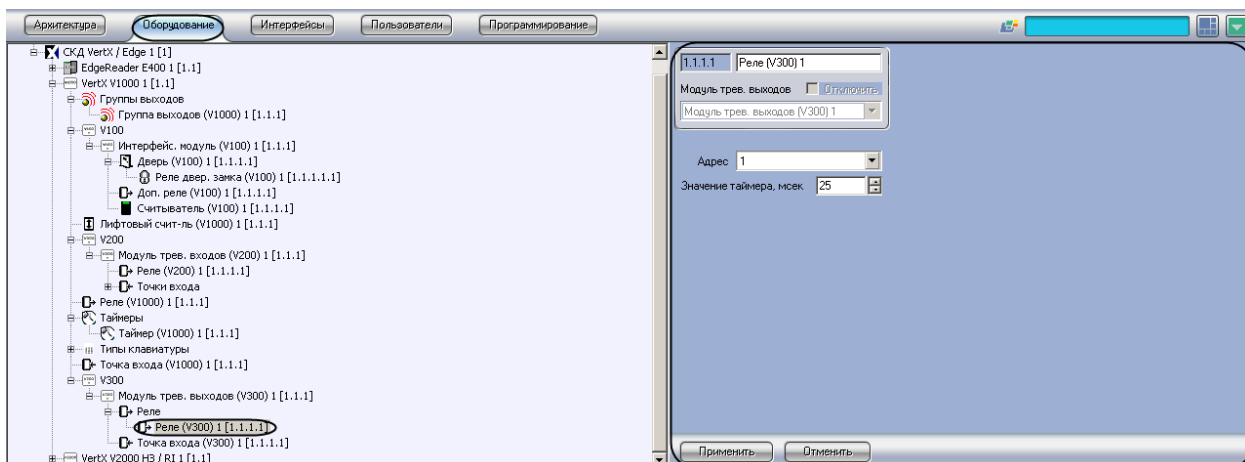 Архитектура Оборудование Интерфейсы Пользователи Программирование
СКД VertX / Edge 1 [1]
EdgeReader E400 1 [1.1]
VertX V1000 1 [1.1]
Группы выходов
Группа выходов (V1000) 1 [1.1.1]
V100
Интерфейс. модуль (V100) 1 [1.1.1]
Дверь (V100) 1 [1.1.1.1]
Реле двер. замка (V100) 1 [1.1.1.1.1]
Доп. реле (V100) 1 [1.1.1.1]
Считыватель (V100) 1 [1.1.1.1]
Лифтовый счит-ль (V1000) 1 [1.1.1]
V200
Модуль трев. входов (V200) 1 [1.1.1]
Реле (V200) 1 [1.1.1.1]
Точки входа
Реле (V1000) 1 [1.1.1]
Таймеры
Таймер (V1000) 1 [1.1.1]
Типы клавиатуры
Точка входа (V1000) 1 [1.1.1]
V300
Модуль трев. выходов (V300) 1 [1.1.1]
Реле
Реле (V300) 1 [1.1.1.1]
Точка входа (V300) 1 [1.1.1.1]
VertX V2000 H3 / RI 1 [1.1]
1.1.1.1 Реле (V300) 1
Модуль трев. выходов Отключить
Модуль трев. выходов (V300) 1
Адрес 1
Значение таймера, мсек 25
Применить Отменить